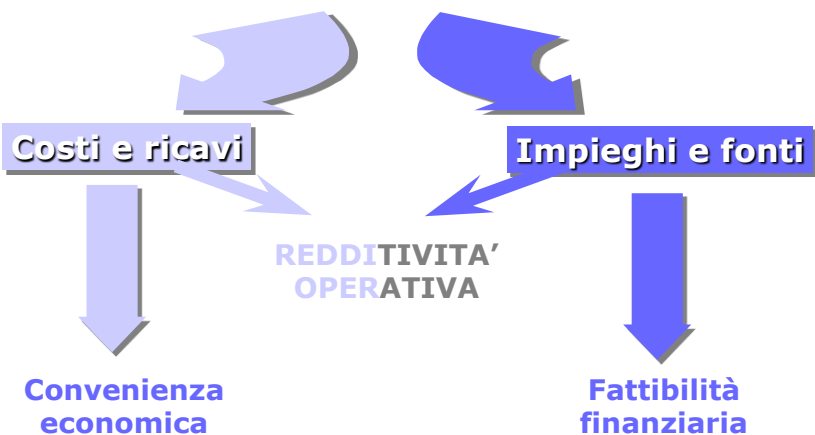 Costi e ricavi
Impieghi e fonti
REDDITIVITA’
OPERATIVA
Convenienza
economica
Fattibilità
finanziaria